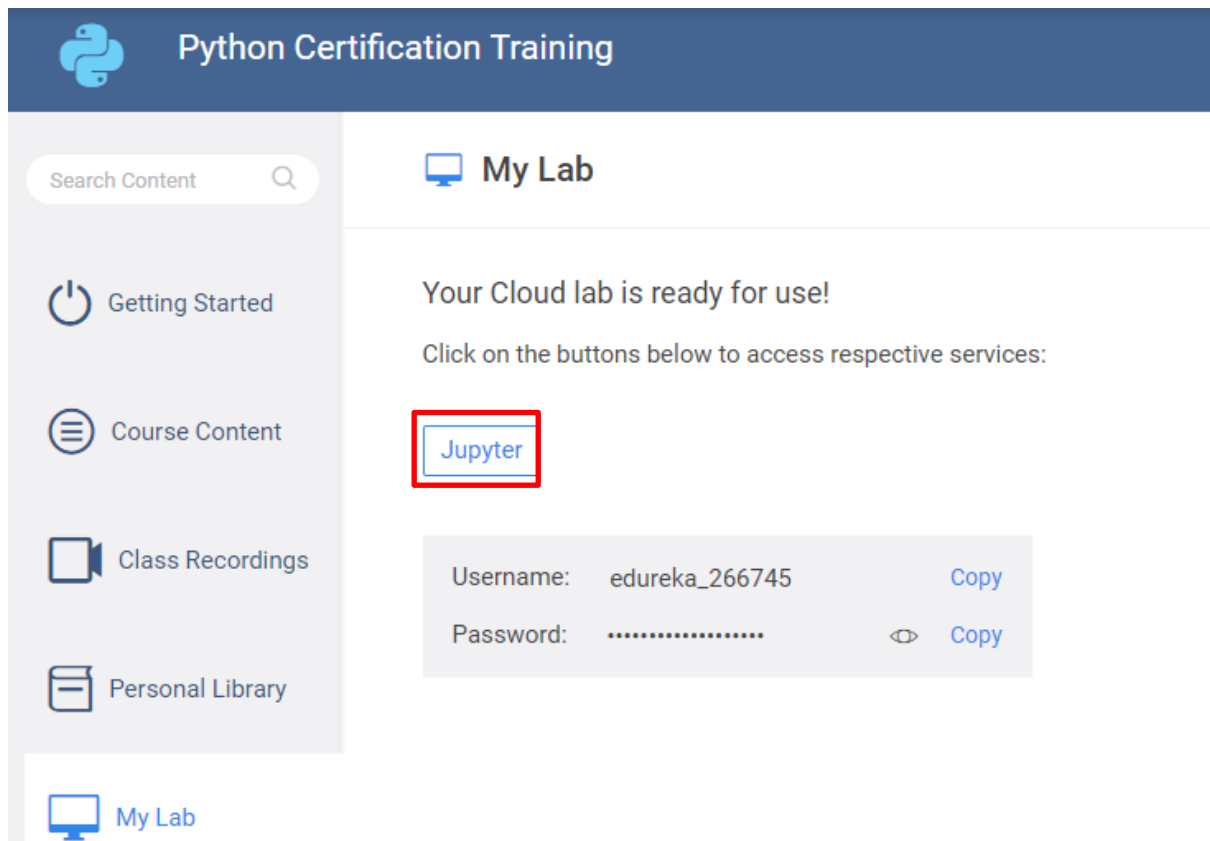 Python Certification Training
Search Content
My Lab
Getting Started
Your Cloud lab is ready for use!
Click on the buttons below to access respective services:
Course Content
Jupyter
Class Recordings
Username: edureka_266745 Copy
Password: ••••••••••••••••••• Copy
Personal Library
My Lab